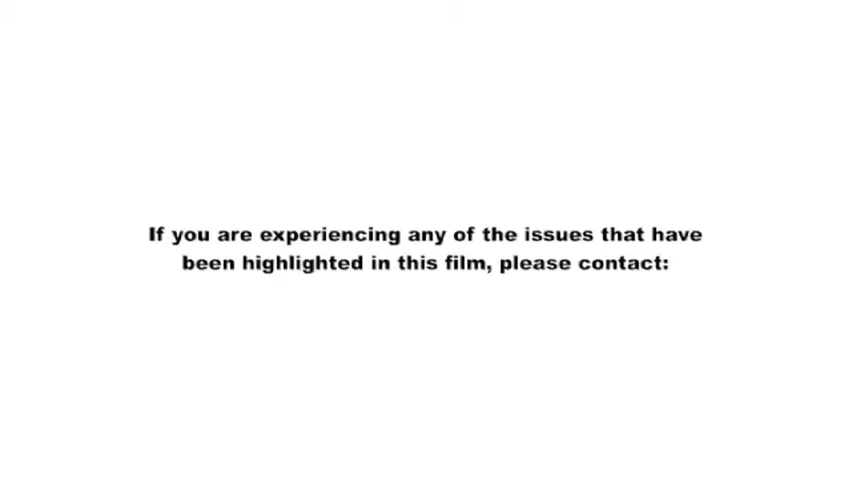 If you are experiencing any of the issues that have
been highlighted in this film, please contact: